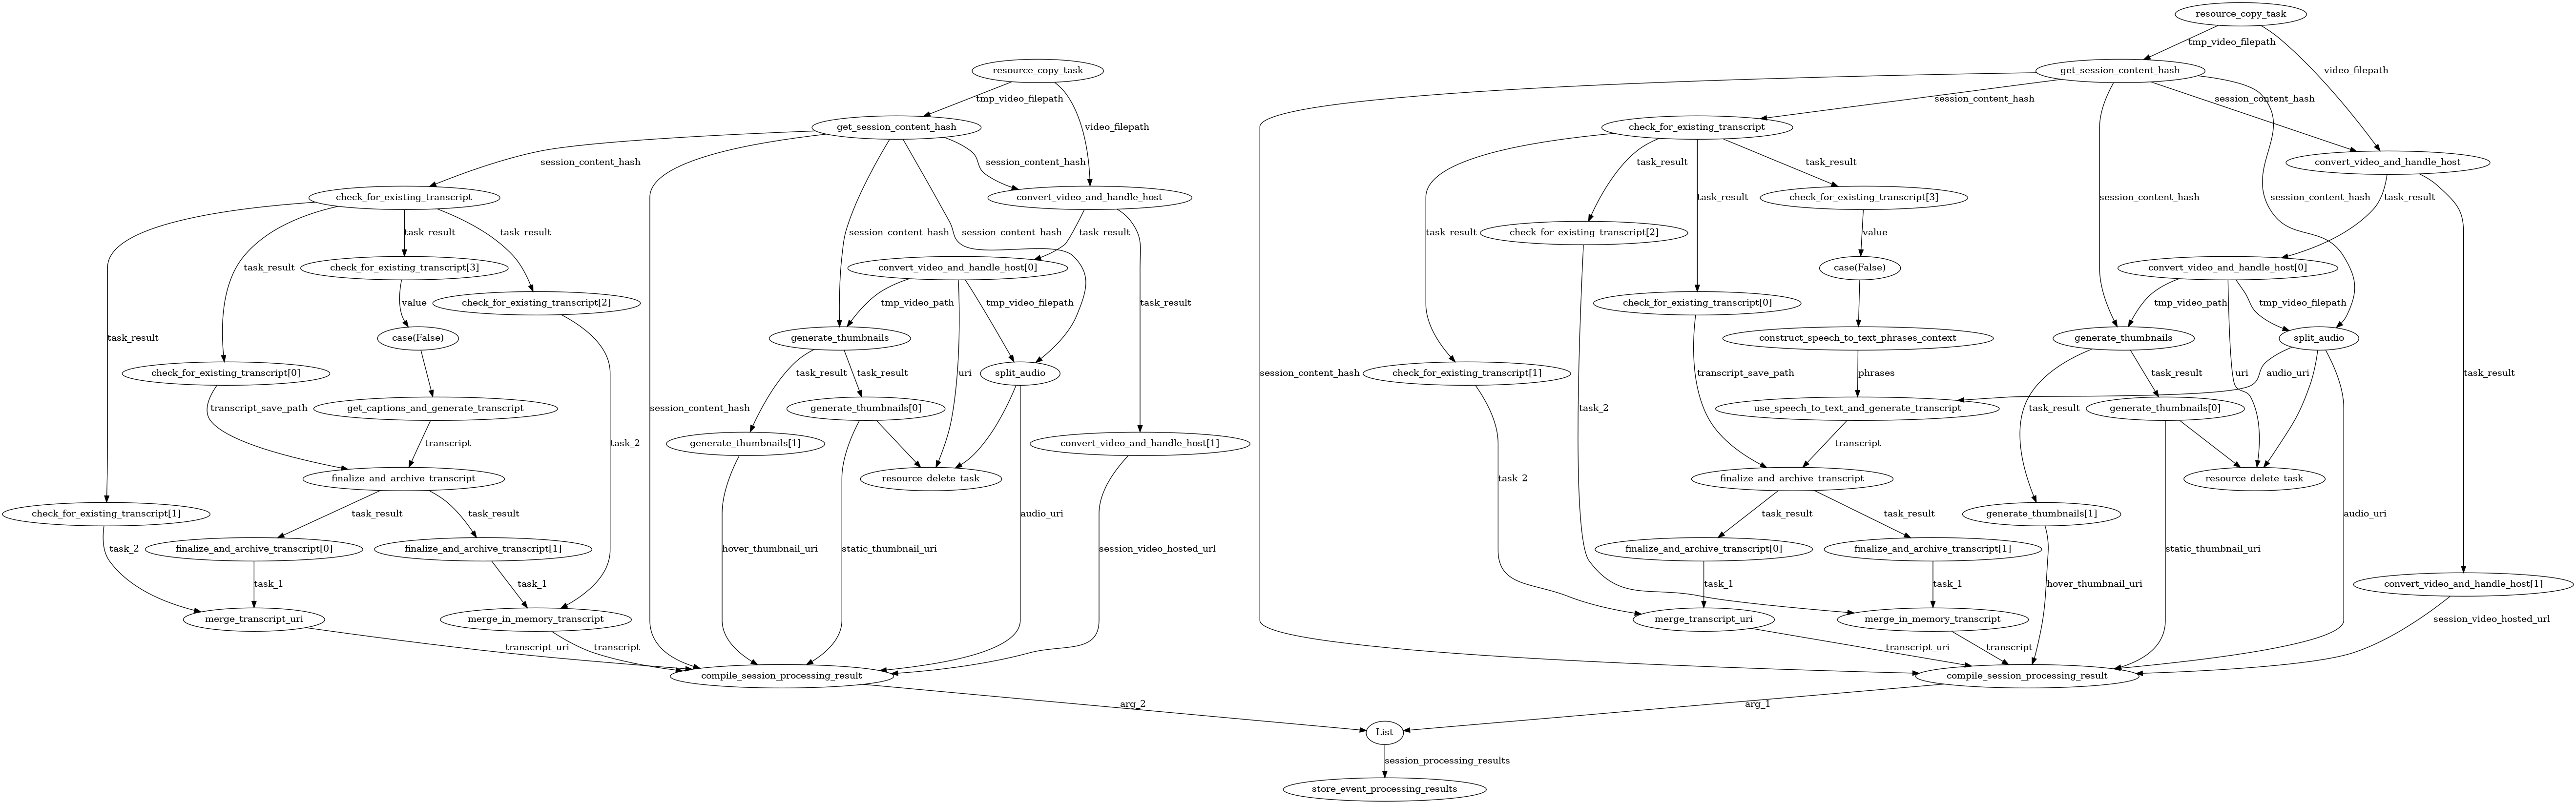 resource_copy_task
tmp_video_filepath
resource_copy_task
get_session_content_hash
video_filepath
tmp_video_filepath
session_content_hash
session_content_hash
get_session_content_hash
video_filepath
check_for_existing_transcript
convert_video_and_handle_host
session_content_hash
session_content_hash
task_result
task_result
check_for_existing_transcript
convert_video_and_handle_host
task_result
check_for_existing_transcript[3]
session_content_hash
session_content_hash
task_result
task_result
task_result
session_content_hash
session_content_hash
task_result
task_result
check_for_existing_transcript[2]
value
task_result
check_for_existing_transcript[3]
convert_video_and_handle_host[0]
case(False)
convert_video_and_handle_host[0]
value
check_for_existing_transcript[2]
tmp_video_path
tmp_video_filepath
task_result
check_for_existing_transcript[0]
tmp_video_path
tmp_video_filepath
task_result
case(False)
generate_thumbnails
construct_speech_to_text_phrases_context
generate_thumbnails
split_audio
check_for_existing_transcript[0]
task_result
task_result
uri
split_audio
session_content_hash
check_for_existing_transcript[1]
transcript_save_path
phrases
task_result
uri
audio_uri
task_result
transcript_save_path
get_captions_and_generate_transcript
session_content_hash
generate_thumbnails[0]
task_2
use_speech_to_text_and_generate_transcript
task_result
generate_thumbnails[0]
transcript
task_2
generate_thumbnails[1]
convert_video_and_handle_host[1]
transcript
finalize_and_archive_transcript
resource_delete_task
task_2
finalize_and_archive_transcript
resource_delete_task
check_for_existing_transcript[1]
task_result
task_result
audio_uri
task_result
task_result
generate_thumbnails[1]
audio_uri
task_2
finalize_and_archive_transcript[0]
finalize_and_archive_transcript[1]
hover_thumbnail_uri
static_thumbnail_uri
session_video_hosted_url
finalize_and_archive_transcript[0]
finalize_and_archive_transcript[1]
static_thumbnail_uri
task_1
task_1
task_1
task_1
hover_thumbnail_uri
convert_video_and_handle_host[1]
merge_transcript_uri
merge_in_memory_transcript
merge_transcript_uri
merge_in_memory_transcript
session_video_hosted_url
transcript_uri
transcript
transcript_uri
transcript
compile_session_processing_result
compile_session_processing_result
arg_2
arg_1
List
session_processing_results
store_event_processing_results